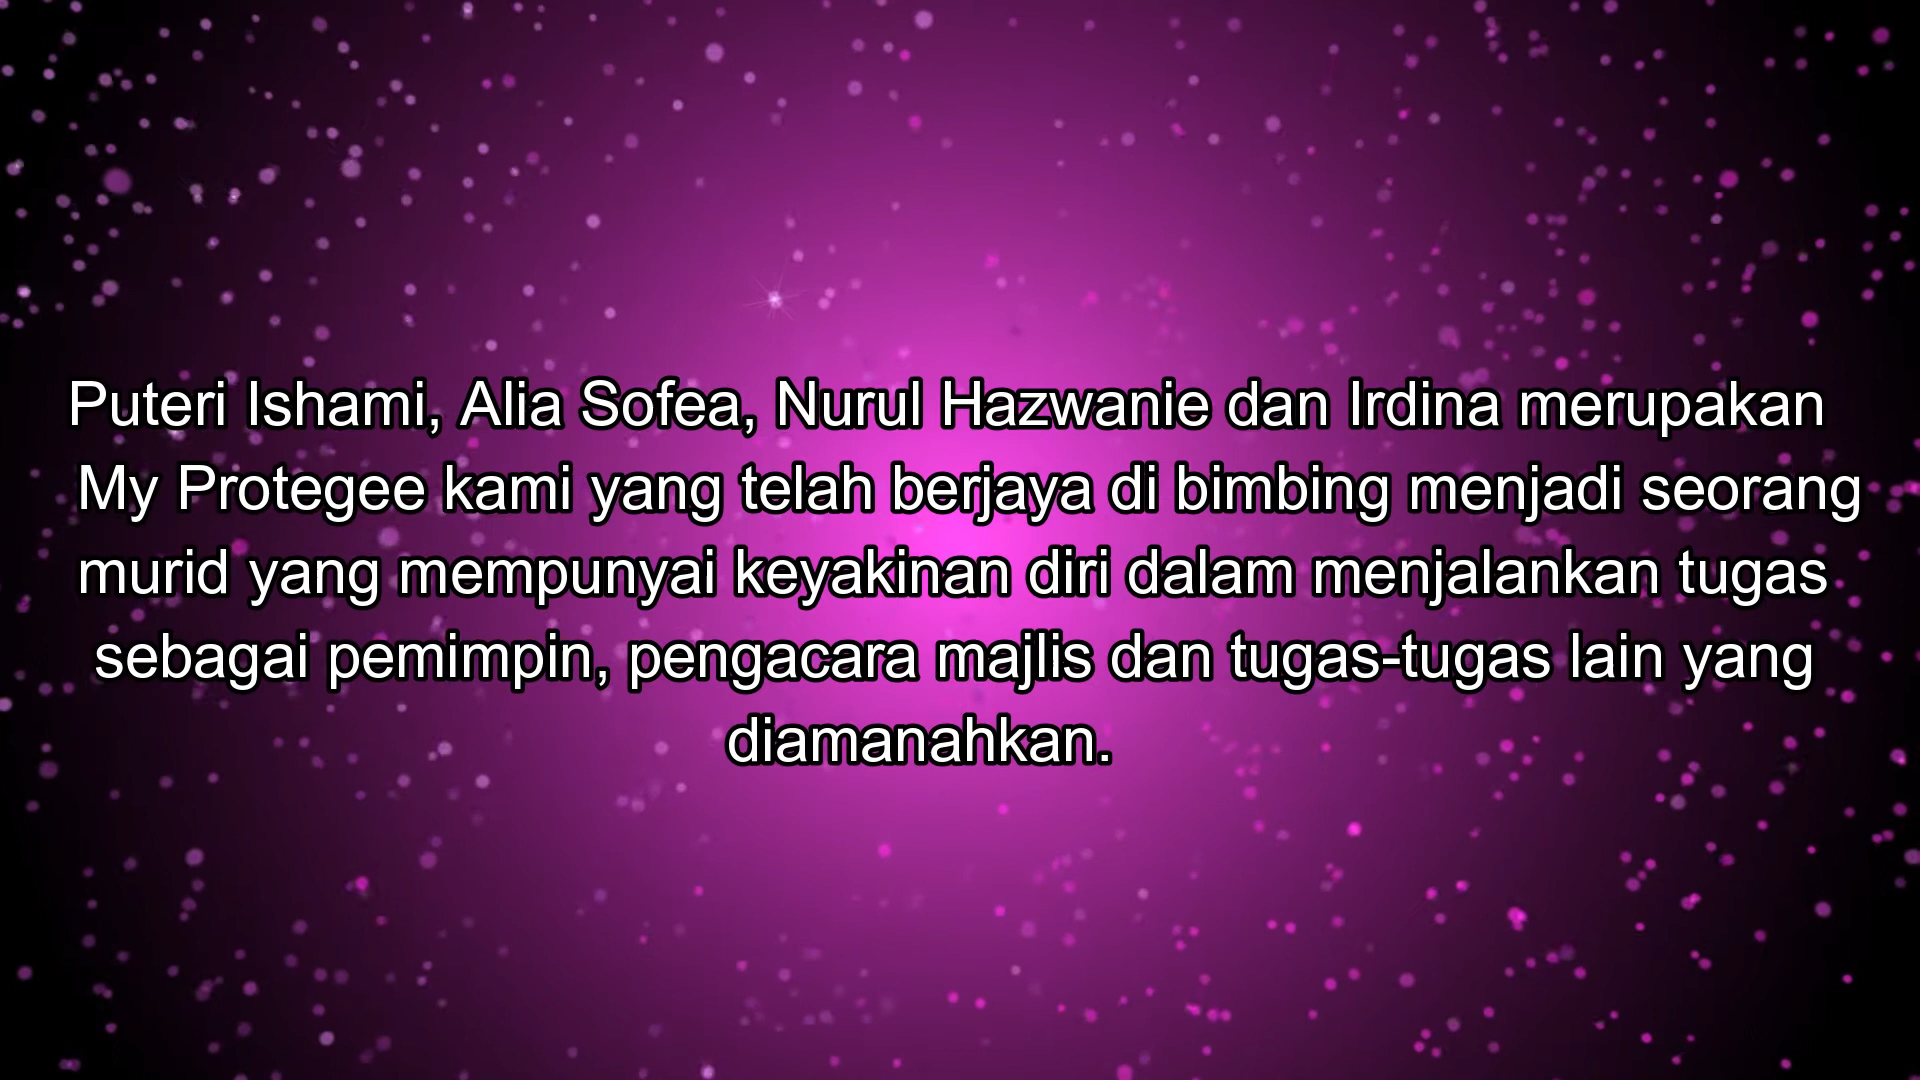 Puteri Ishami, Alia Sofea, Nurul Hazwanie dan Irdina merupakan
My Protegee kami yang telah berjaya di bimbing menjadi seorang
murid yang mempunyai keyakinan diri dalam menjalankan tugas
sebagai pemimpin, pengacara majlis dan tugas-tugas lain yang
diamanahkan.